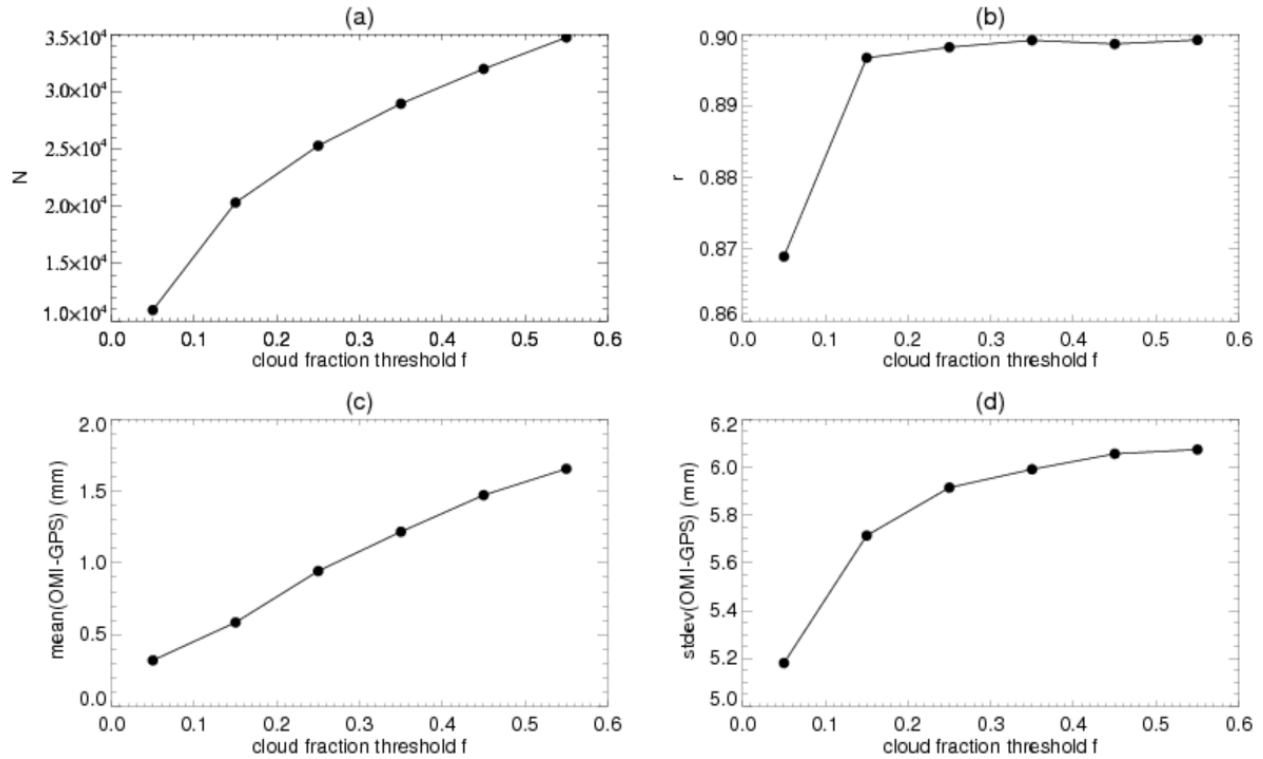 (a)
3.5×10⁴
3.0×10⁴
2.5×10⁴
2.0×10⁴
1.5×10⁴
1.0×10⁴
N
0.0 0.1 0.2 0.3 0.4 0.5 0.6
cloud fraction threshold f
(b)
0.90
0.89
0.88
0.87
0.86
r
0.0 0.1 0.2 0.3 0.4 0.5 0.6
cloud fraction threshold f
(c)
2.0
1.5
1.0
0.5
0.0
mean(OMI-GPS) (mm)
0.0 0.1 0.2 0.3 0.4 0.5 0.6
cloud fraction threshold f
(d)
6.2
6.0
5.8
5.6
5.4
5.2
5.0
stdev(OMI-GPS) (mm)
0.0 0.1 0.2 0.3 0.4 0.5 0.6
cloud fraction threshold f